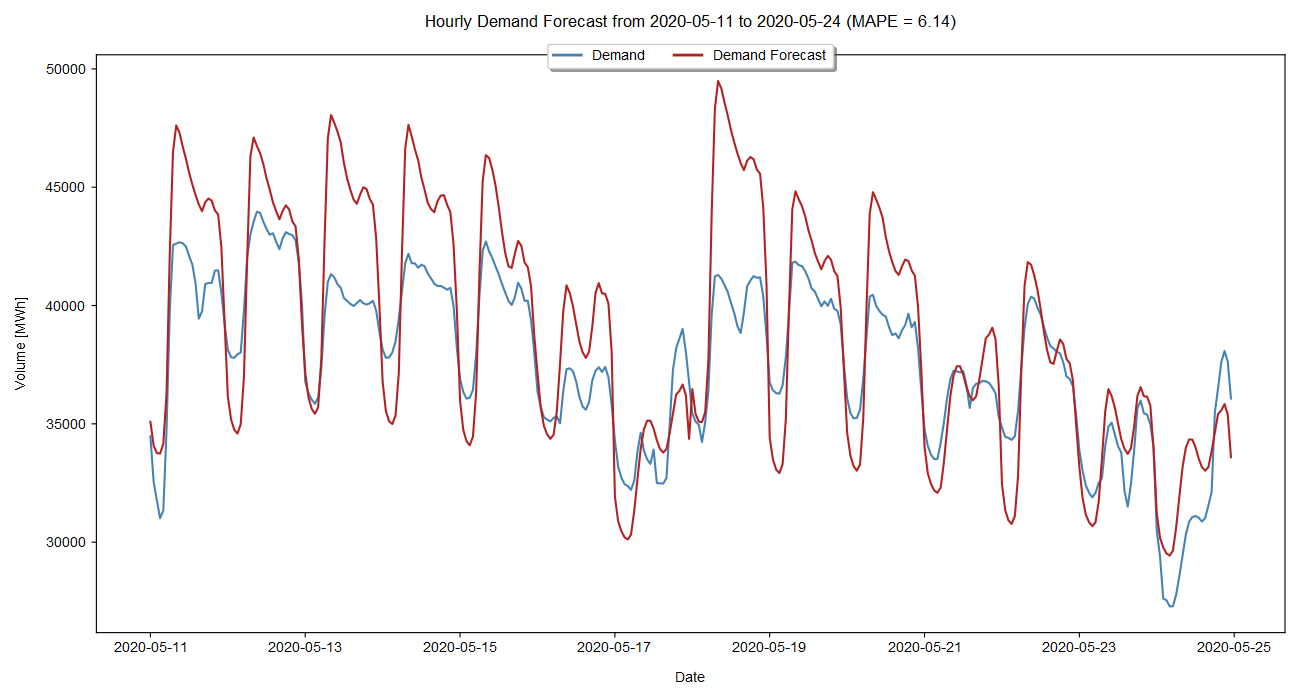 Hourly Demand Forecast from 2020-05-11 to 2020-05-24 (MAPE = 6.14)
Demand
Demand Forecast
50000
45000
40000
35000
30000
Volume [MWh]
2020-05-11
2020-05-13
2020-05-15
2020-05-17
2020-05-19
2020-05-21
2020-05-23
2020-05-25
Date